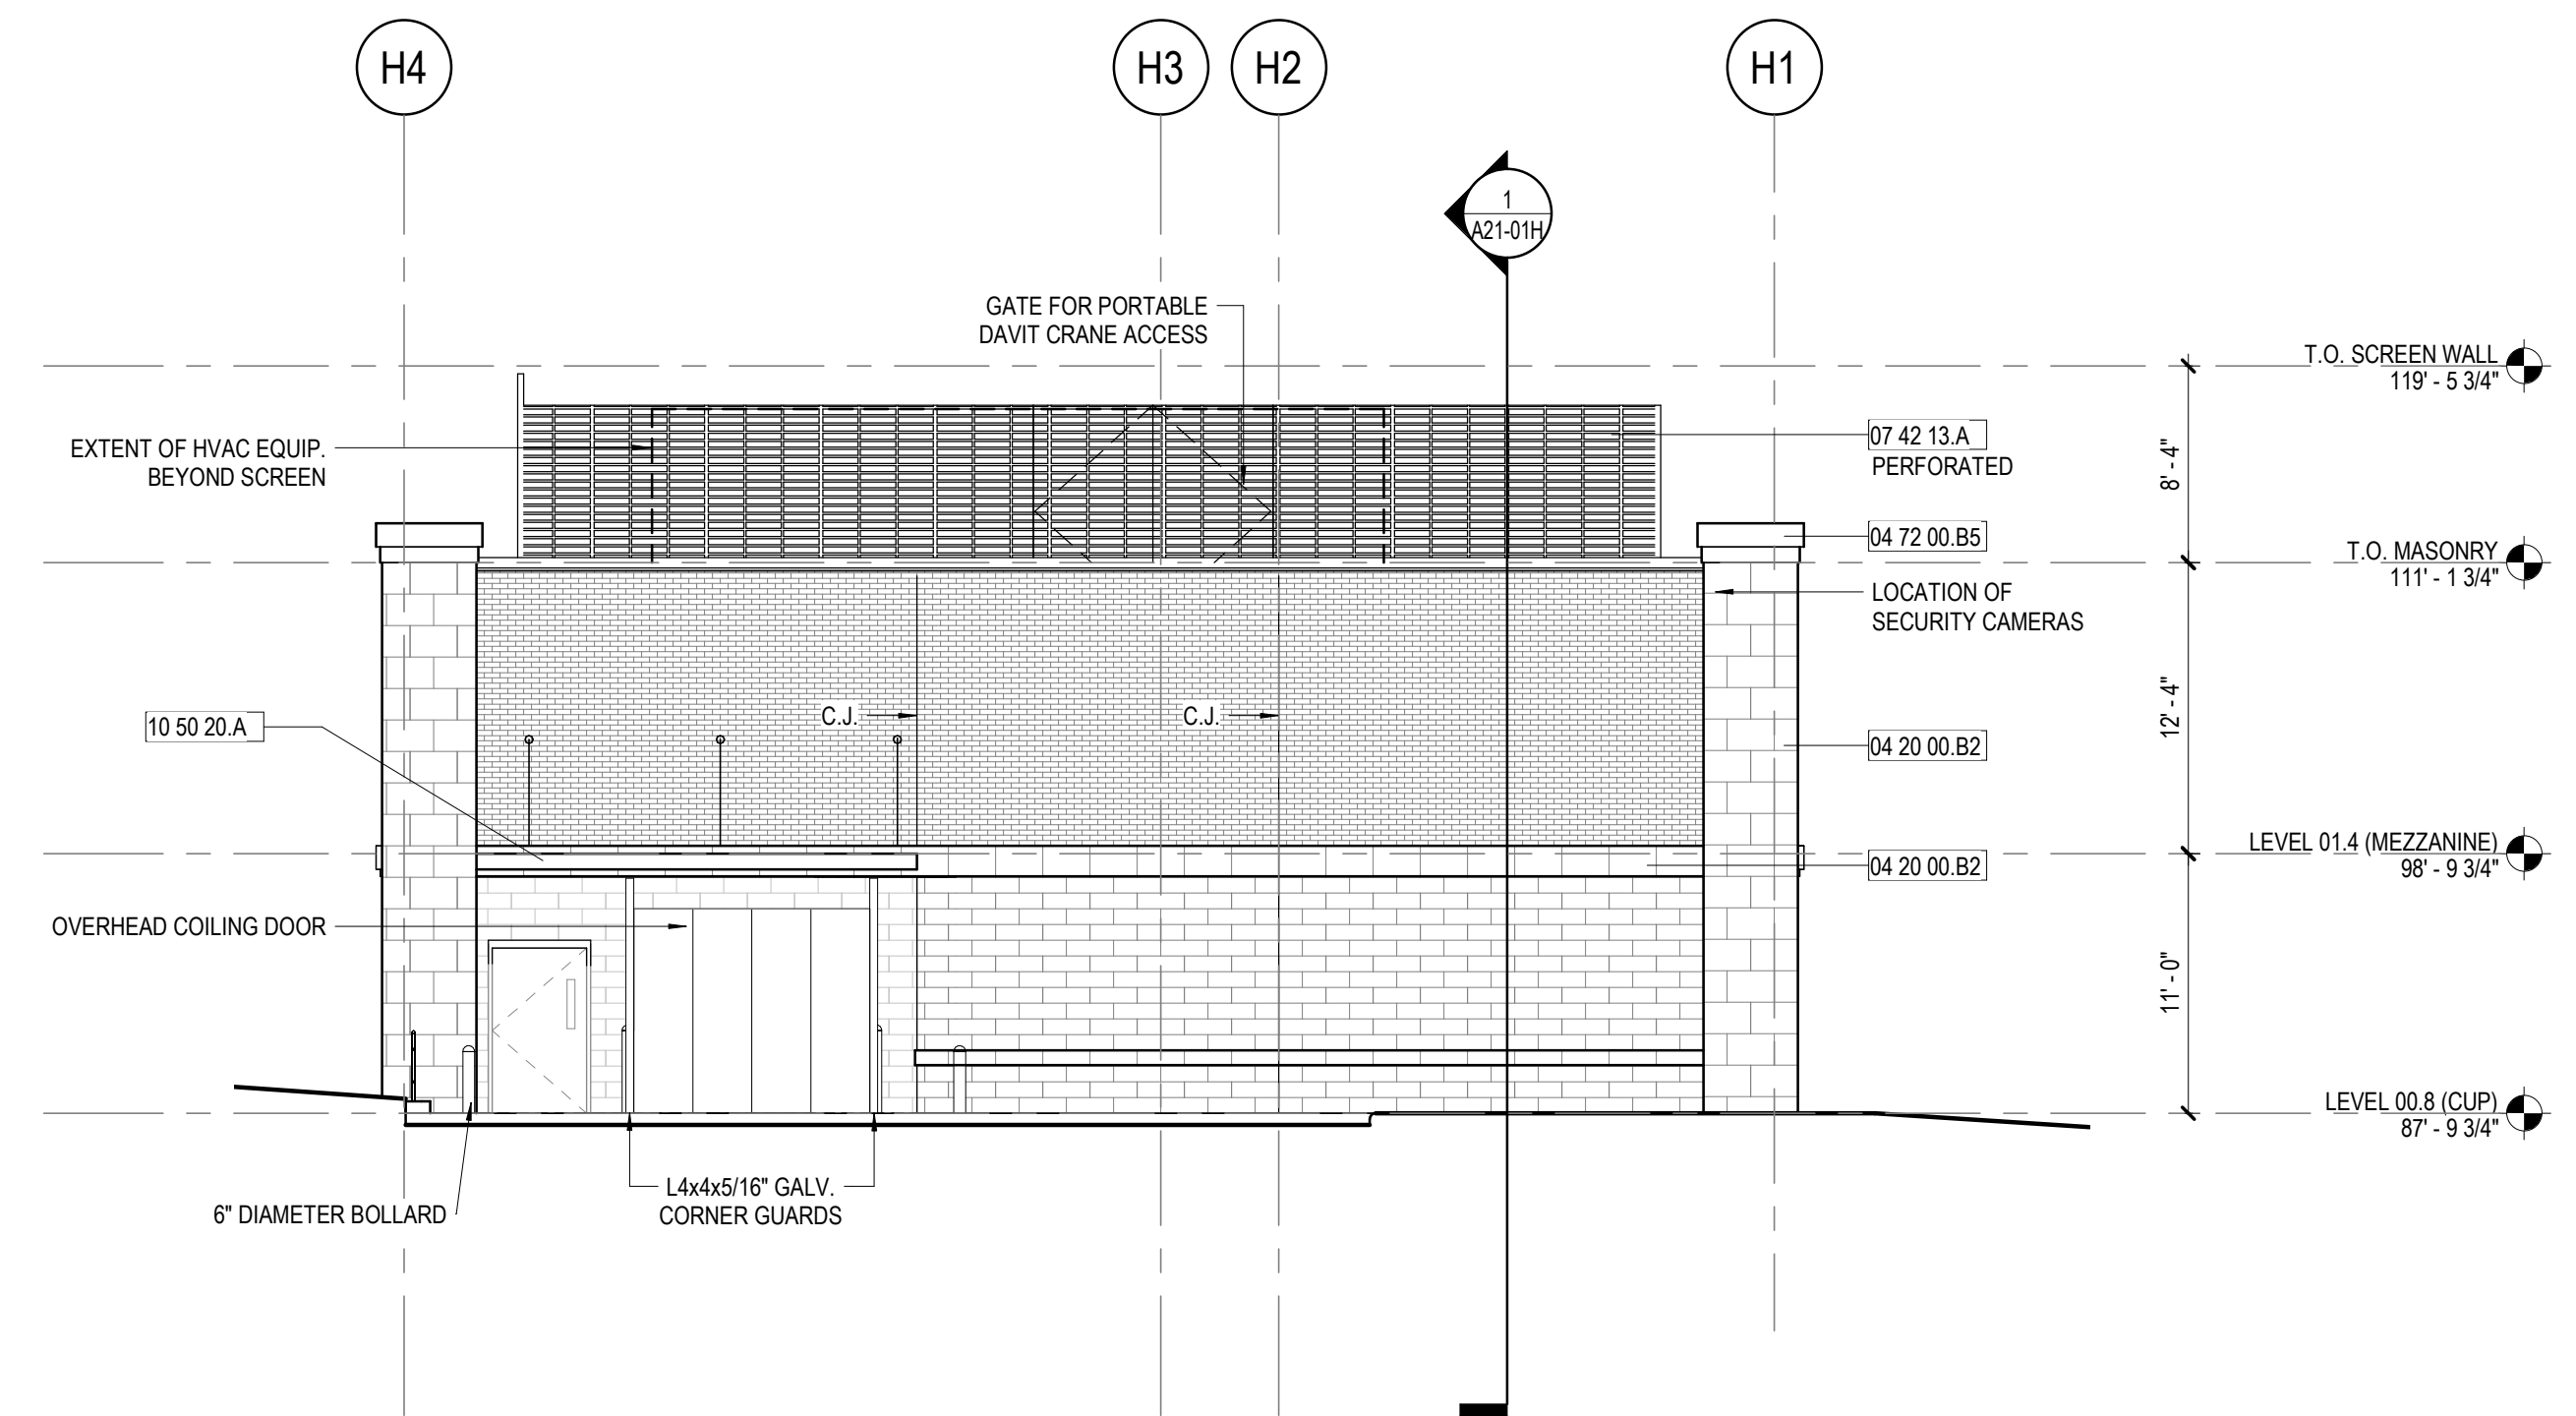 H4
H3
H2
H1
1
A21-01H
GATE FOR PORTABLE
DAVIT CRANE ACCESS
T.O. SCREEN WALL
119' - 5 3/4"
EXTENT OF HVAC EQUIP.
BEYOND SCREEN
07 42 13.A
PERFORATED
8' - 4"
04 72 00.B5
T.O. MASONRY
111' - 1 3/4"
LOCATION OF
SECURITY CAMERAS
10 50 20.A
C.J.
C.J.
12' - 4"
04 20 00.B2
LEVEL 01.4 (MEZZANINE)
98' - 9 3/4"
04 20 00.B2
OVERHEAD COILING DOOR
11' - 0"
LEVEL 00.8 (CUP)
87' - 9 3/4"
L4x4x5/16" GALV.
CORNER GUARDS
6" DIAMETER BOLLARD